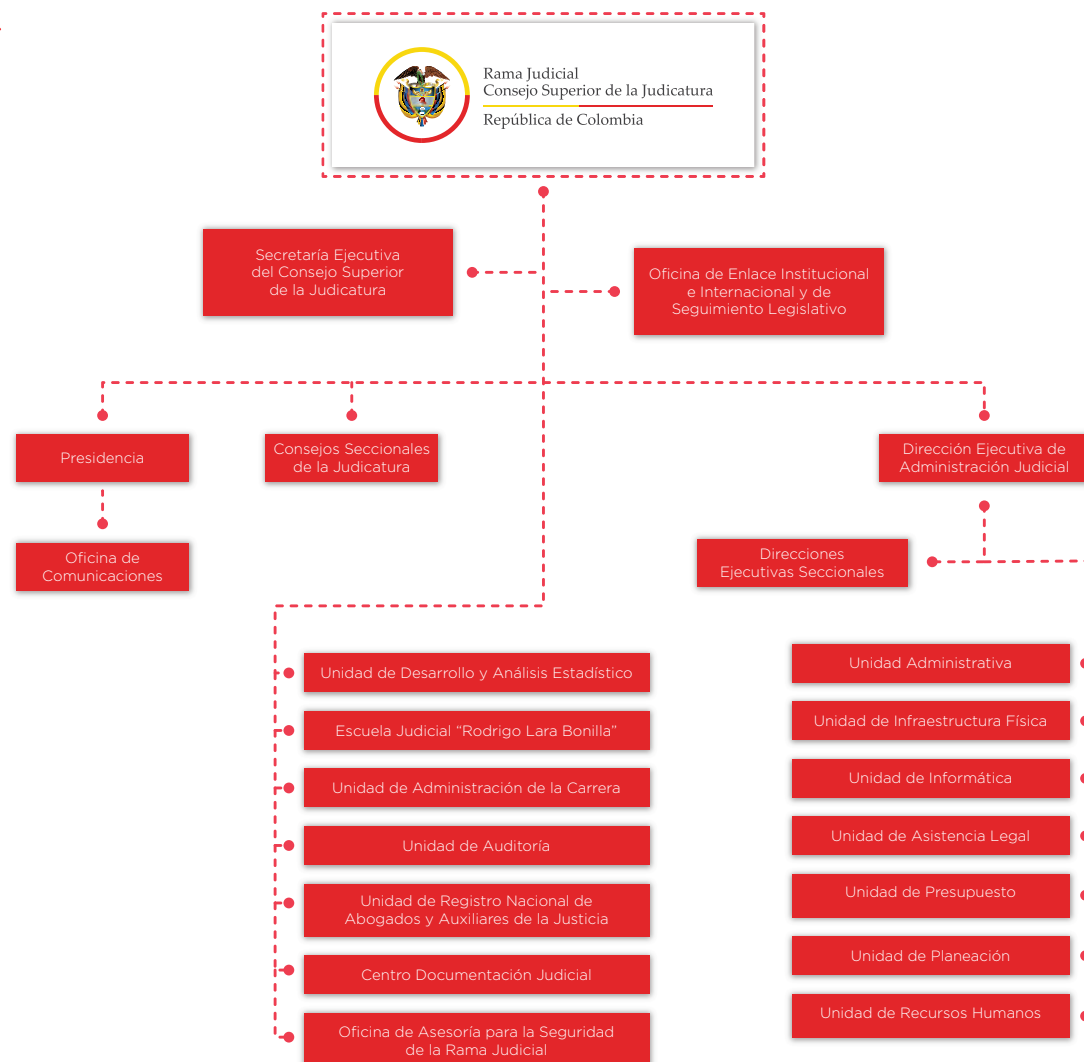 Rama Judicial
Consejo Superior de la Judicatura
República de Colombia
Secretaría Ejecutiva
del Consejo Superior
de la Judicatura
Oficina de Enlace Institucional
e Internacional y de
Seguimiento Legislativo
Presidencia
Consejos Seccionales
de la Judicatura
Dirección Ejecutiva de
Administración Judicial
Oficina de
Comunicaciones
Direcciones
Ejecutivas Seccionales
Unidad de Desarrollo y Análisis Estadístico
Escuela Judicial “Rodrigo Lara Bonilla”
Unidad de Administración de la Carrera
Unidad de Auditoría
Unidad de Registro Nacional de
Abogados y Auxiliares de la Justicia
Centro Documentación Judicial
Oficina de Asesoría para la Seguridad
de la Rama Judicial
Unidad Administrativa
Unidad de Infraestructura Física
Unidad de Informática
Unidad de Asistencia Legal
Unidad de Presupuesto
Unidad de Planeación
Unidad de Recursos Humanos